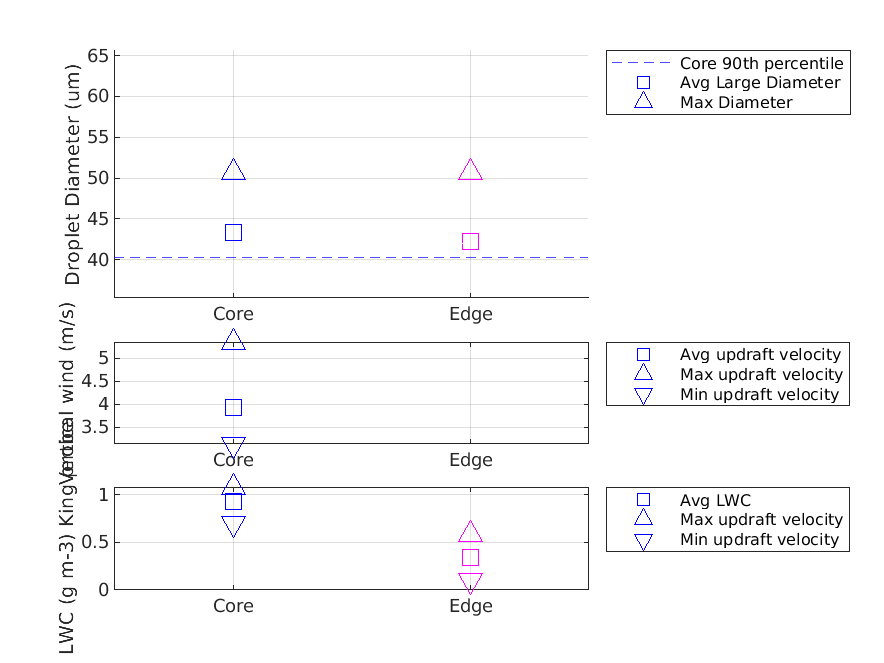 65
60
55
50
45
40
Droplet Diameter (um)
Core
Edge
Core 90th percentile
Avg Large Diameter
Max Diameter
5
4.5
4
3.5
Vertical wind (m/s)
Core
Edge
Avg updraft velocity
Max updraft velocity
Min updraft velocity
1
0.5
0
LWC (g m-3) King probe
Core
Edge
Avg LWC
Max updraft velocity
Min updraft velocity